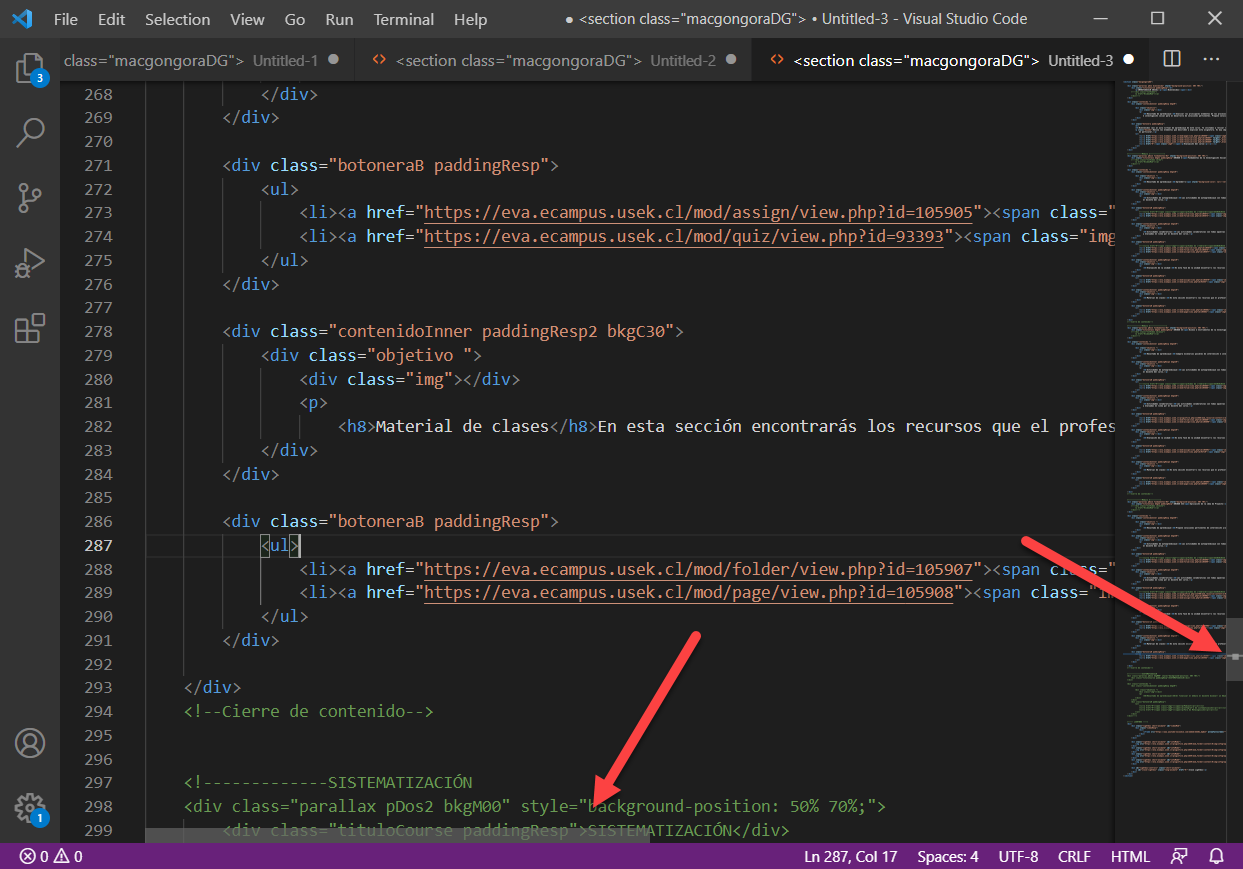 File Edit Selection View Go Run Terminal Help ● <section class="macgongoraDG"> • Untitled-3 - Visual Studio Code
class="macgongoraDG"> Untitled-1 ● <> <section class="macgongoraDG"> Untitled-2 ● <> <section class="macgongoraDG"> Untitled-3 ● ...
3
268 </div>
269 </div>
270
271 <div class="botoneraB paddingResp">
272 <ul>
273 <li><a href="https://eva.ecampus.usek.cl/mod/assign/view.php?id=105905"><span class="
274 <li><a href="https://eva.ecampus.usek.cl/mod/quiz/view.php?id=93393"><span class="img
275 </ul>
276 </div>
277
278 <div class="contenidoInner paddingResp2 bkgC30">
279 <div class="objetivo ">
280 <div class="img"></div>
281 <p>
282 <h8>Material de clases</h8>En esta sección encontrarás los recursos que el profes
283 </div>
284 </div>
285
286 <div class="botoneraB paddingResp">
287 <ul>
288 <li><a href="https://eva.ecampus.usek.cl/mod/folder/view.php?id=105907"><span class="
289 <li><a href="https://eva.ecampus.usek.cl/mod/page/view.php?id=105908"><span class="
290 </ul>
291 </div>
292
293 </div>
294 <!--Cierre de contenido-->
295
296
297 <!-------------SISTEMATIZACIÓN
298 <div class="parallax pDos2 bkgM00" style="background-position: 50% 70%;">
299 <div class="tituloCourse paddingResp">SISTEMATIZACIÓN</div>
1
0 0 Ln 287, Col 17 Spaces: 4 UTF-8 CRLF HTML